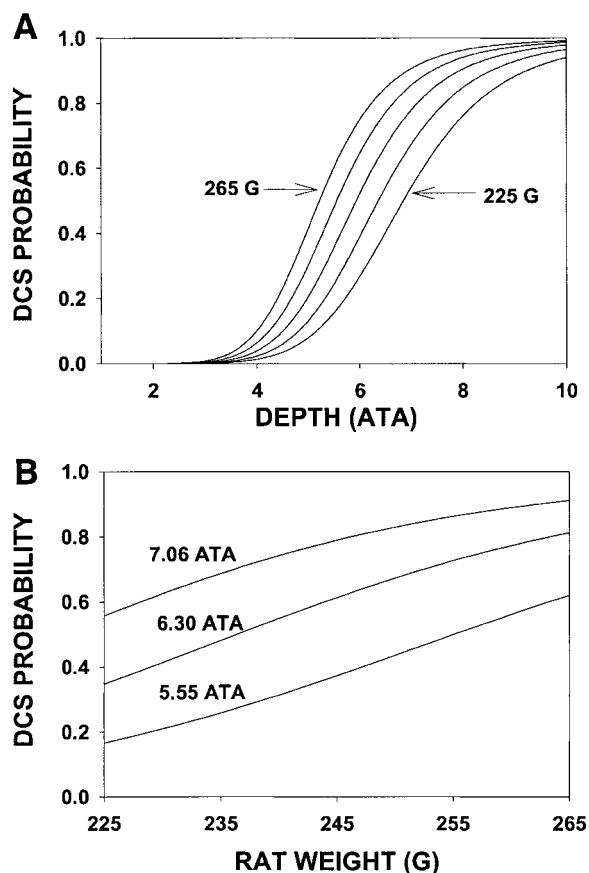 A
DCS PROBABILITY
1.0
0.8
0.6
0.4
0.2
0.0
265 G
225 G
2 4 6 8 10
DEPTH (ATA)
B
DCS PROBABILITY
1.0
0.8
0.6
0.4
0.2
0.0
7.06 ATA
6.30 ATA
5.55 ATA
225 235 245 255 265
RAT WEIGHT (G)